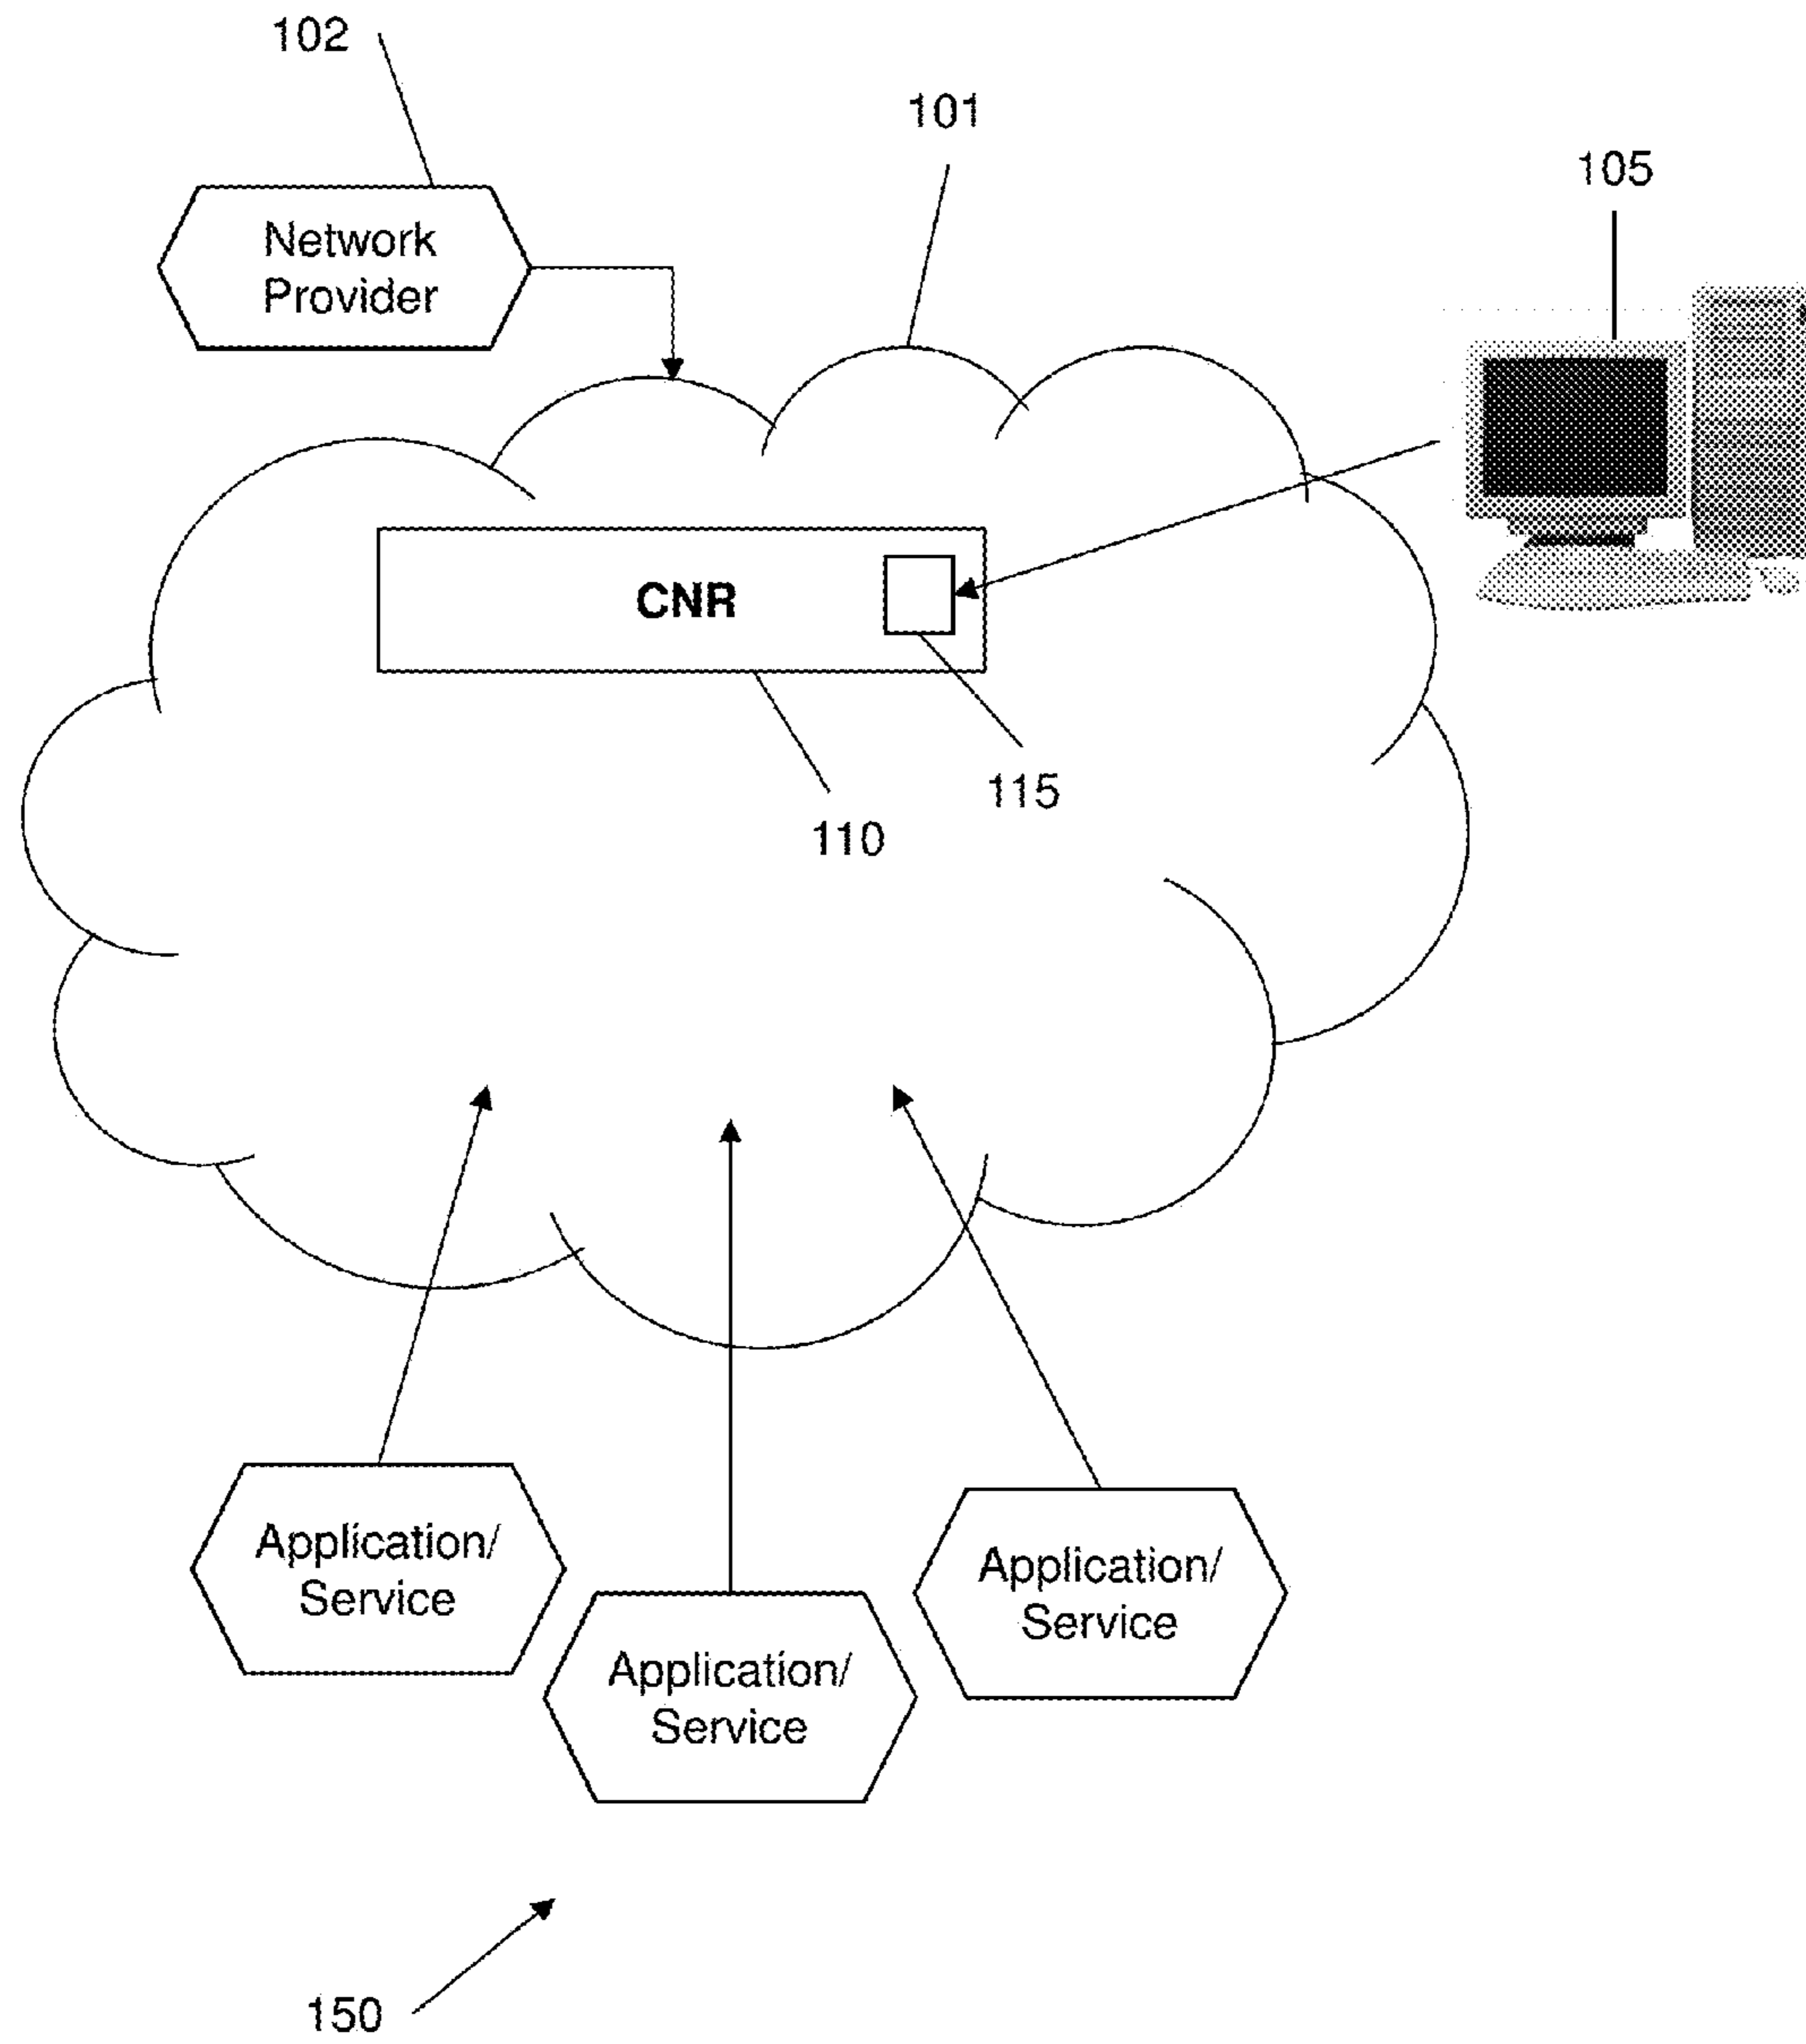 102
101
105
Network
Provider
CNR
115
110
Application/
Service
Application/
Service
Application/
Service
150